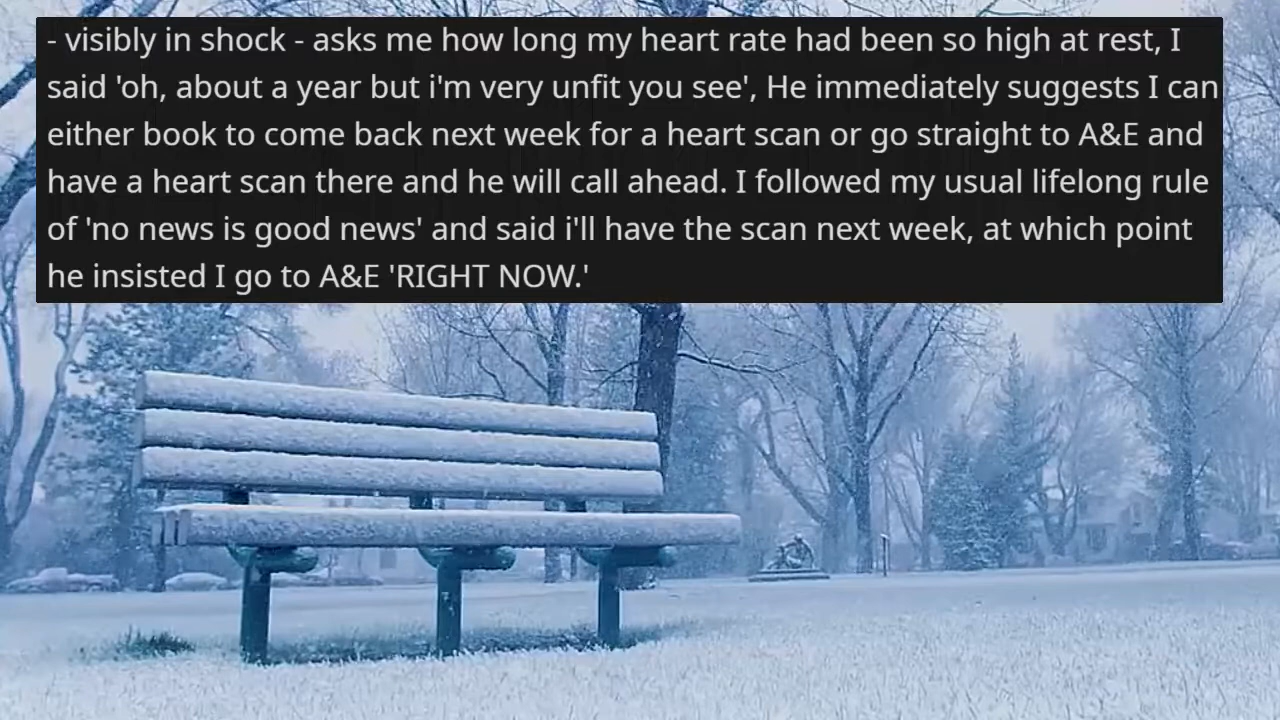 - visibly in shock - asks me how long my heart rate had been so high at rest, I
said 'oh, about a year but i'm very unfit you see', He immediately suggests I can
either book to come back next week for a heart scan or go straight to A&E and
have a heart scan there and he will call ahead. I followed my usual lifelong rule
of 'no news is good news' and said i'll have the scan next week, at which point
he insisted I go to A&E 'RIGHT NOW.'